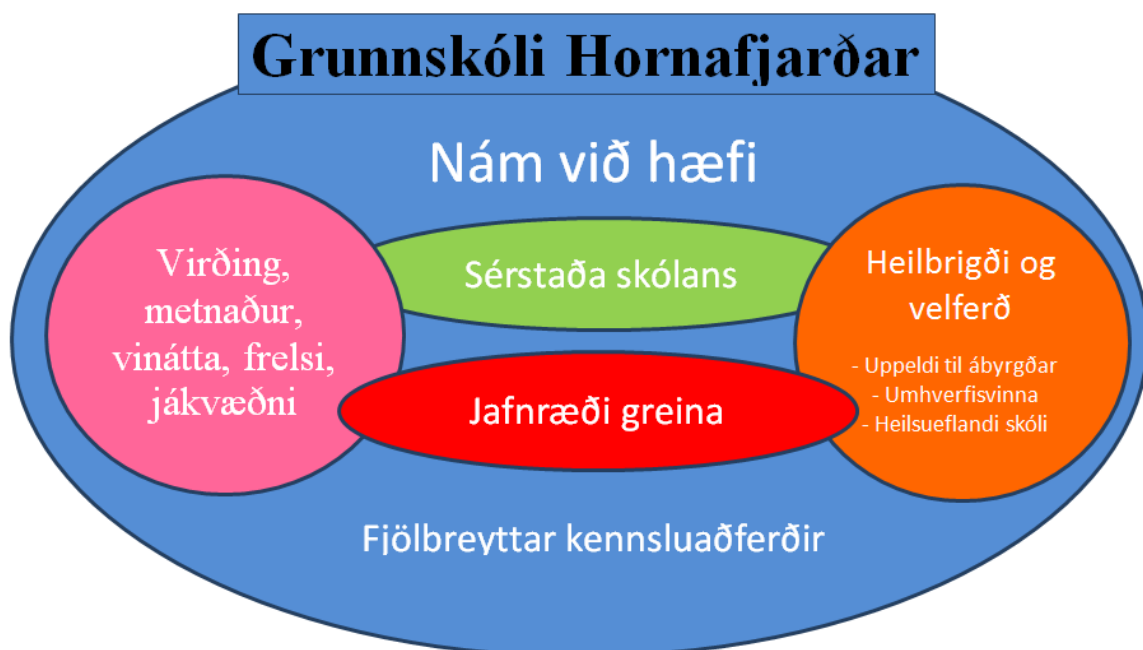 Grunnskóli Hornafjarðar
Nám við hæfi
Virðing,
metnaður,
vinátta, frelsi,
jákvæðni
Sérstaða skólans
Jafnræði greina
Heilbrigði og
velferð
- Uppeldi til ábyrgðar
- Umhverfisvinna
- Heilsueflandi skóli
Fjölbreyttar kennsluaðferðir